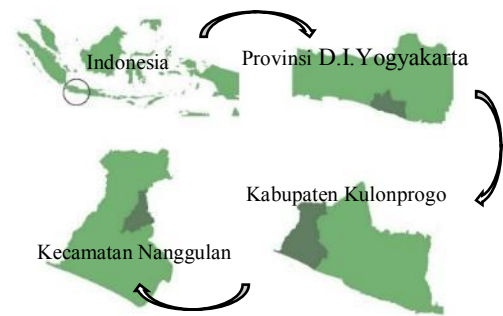 Indonesia
Provinsi D.I.Yogyakarta
Kabupaten Kulonprogo
Kecamatan Nanggulan